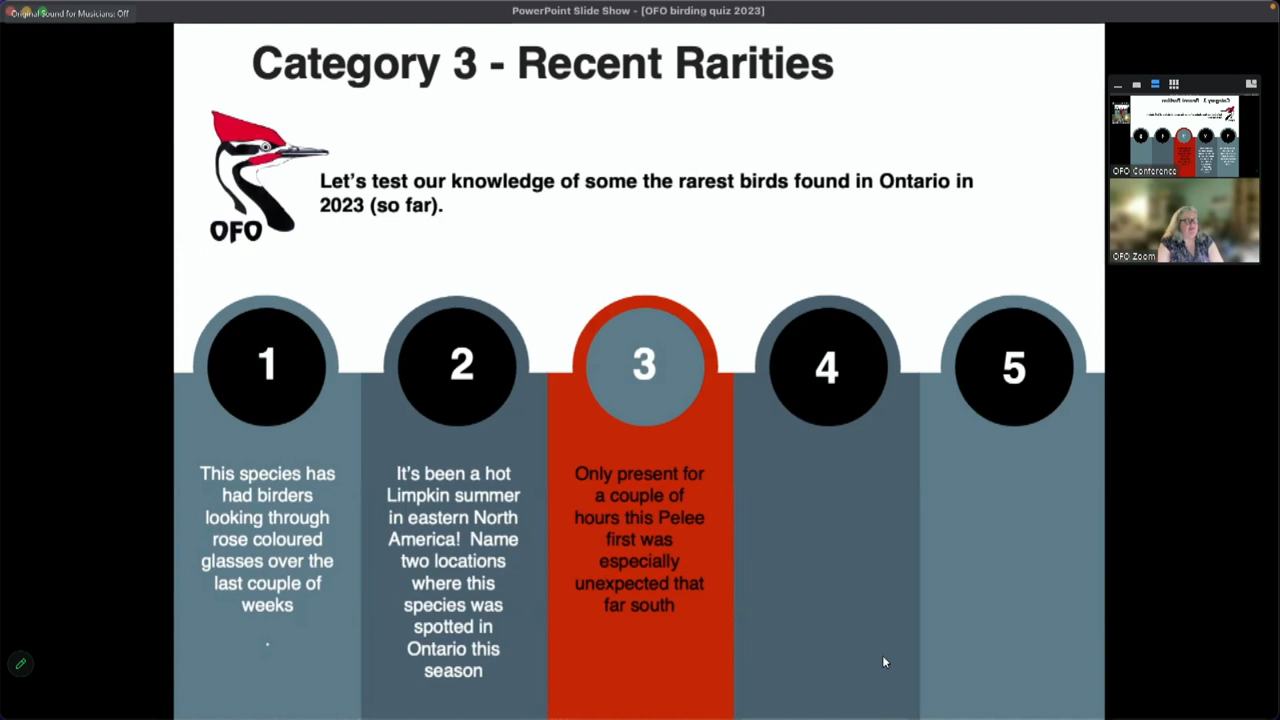 Original Sound for Musicians: Off
PowerPoint Slide Show - [OFO birding quiz 2023]
Category 3 - Recent Rarities
OFO
Let's test our knowledge of some the rarest birds found in Ontario in
2023 (so far).
1
2
3
4
5
This species has
had birders
looking through
rose coloured
glasses over the
last couple of
weeks
.
It's been a hot
Limpkin summer
in eastern North
America! Name
two locations
where this
species was
spotted in
Ontario this
season
Only present for
a couple of
hours this Pelee
first was
especially
unexpected that
far south
OFO Conference
OFO Zoom